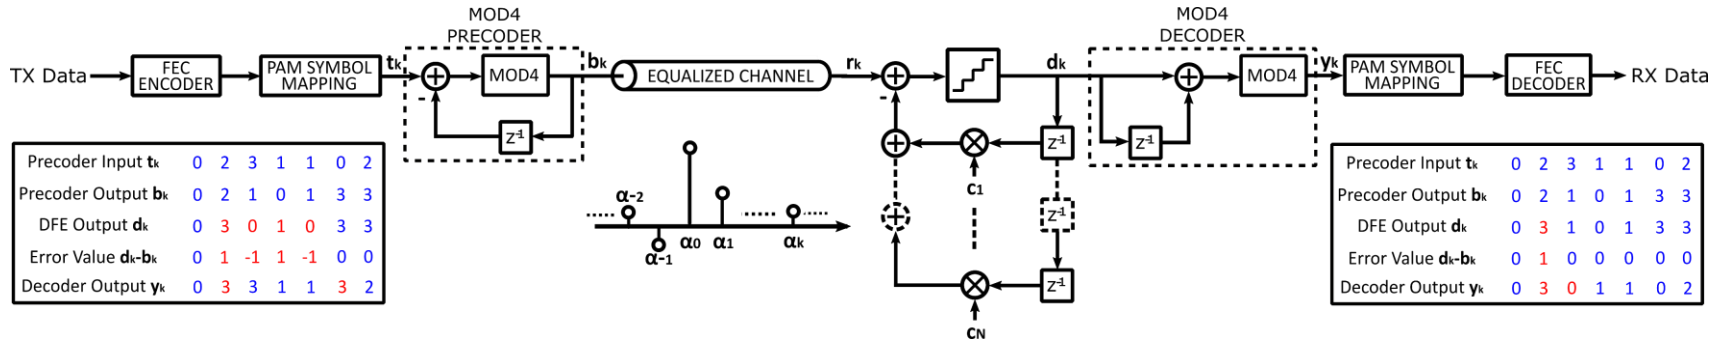 MOD4
PRECODER
MOD4
DECODER
TX Data
FEC
ENCODER
PAM SYMBOL
MAPPING
tk
+
-
MOD4
z-1
bk
EQUALIZED CHANNEL
rk
+
-
dk
+
MOD4
z-1
yk
PAM SYMBOL
MAPPING
FEC
DECODER
RX Data
Precoder Input tk 0 2 3 1 1 0 2
Precoder Output bk 0 2 1 0 1 3 3
DFE Output dk 0 3 0 1 0 3 3
Error Value dk-bk 0 1 -1 1 -1 0 0
Decoder Output yk 0 3 3 1 1 3 2
α-2
α-1
α0
α1
αk
+
z-1
c1
+
z-1
z-1
cN
Precoder Input tk 0 2 3 1 1 0 2
Precoder Output bk 0 2 1 0 1 3 3
DFE Output dk 0 3 1 0 1 3 3
Error Value dk-bk 0 1 0 0 0 0 0
Decoder Output yk 0 3 0 1 1 0 2